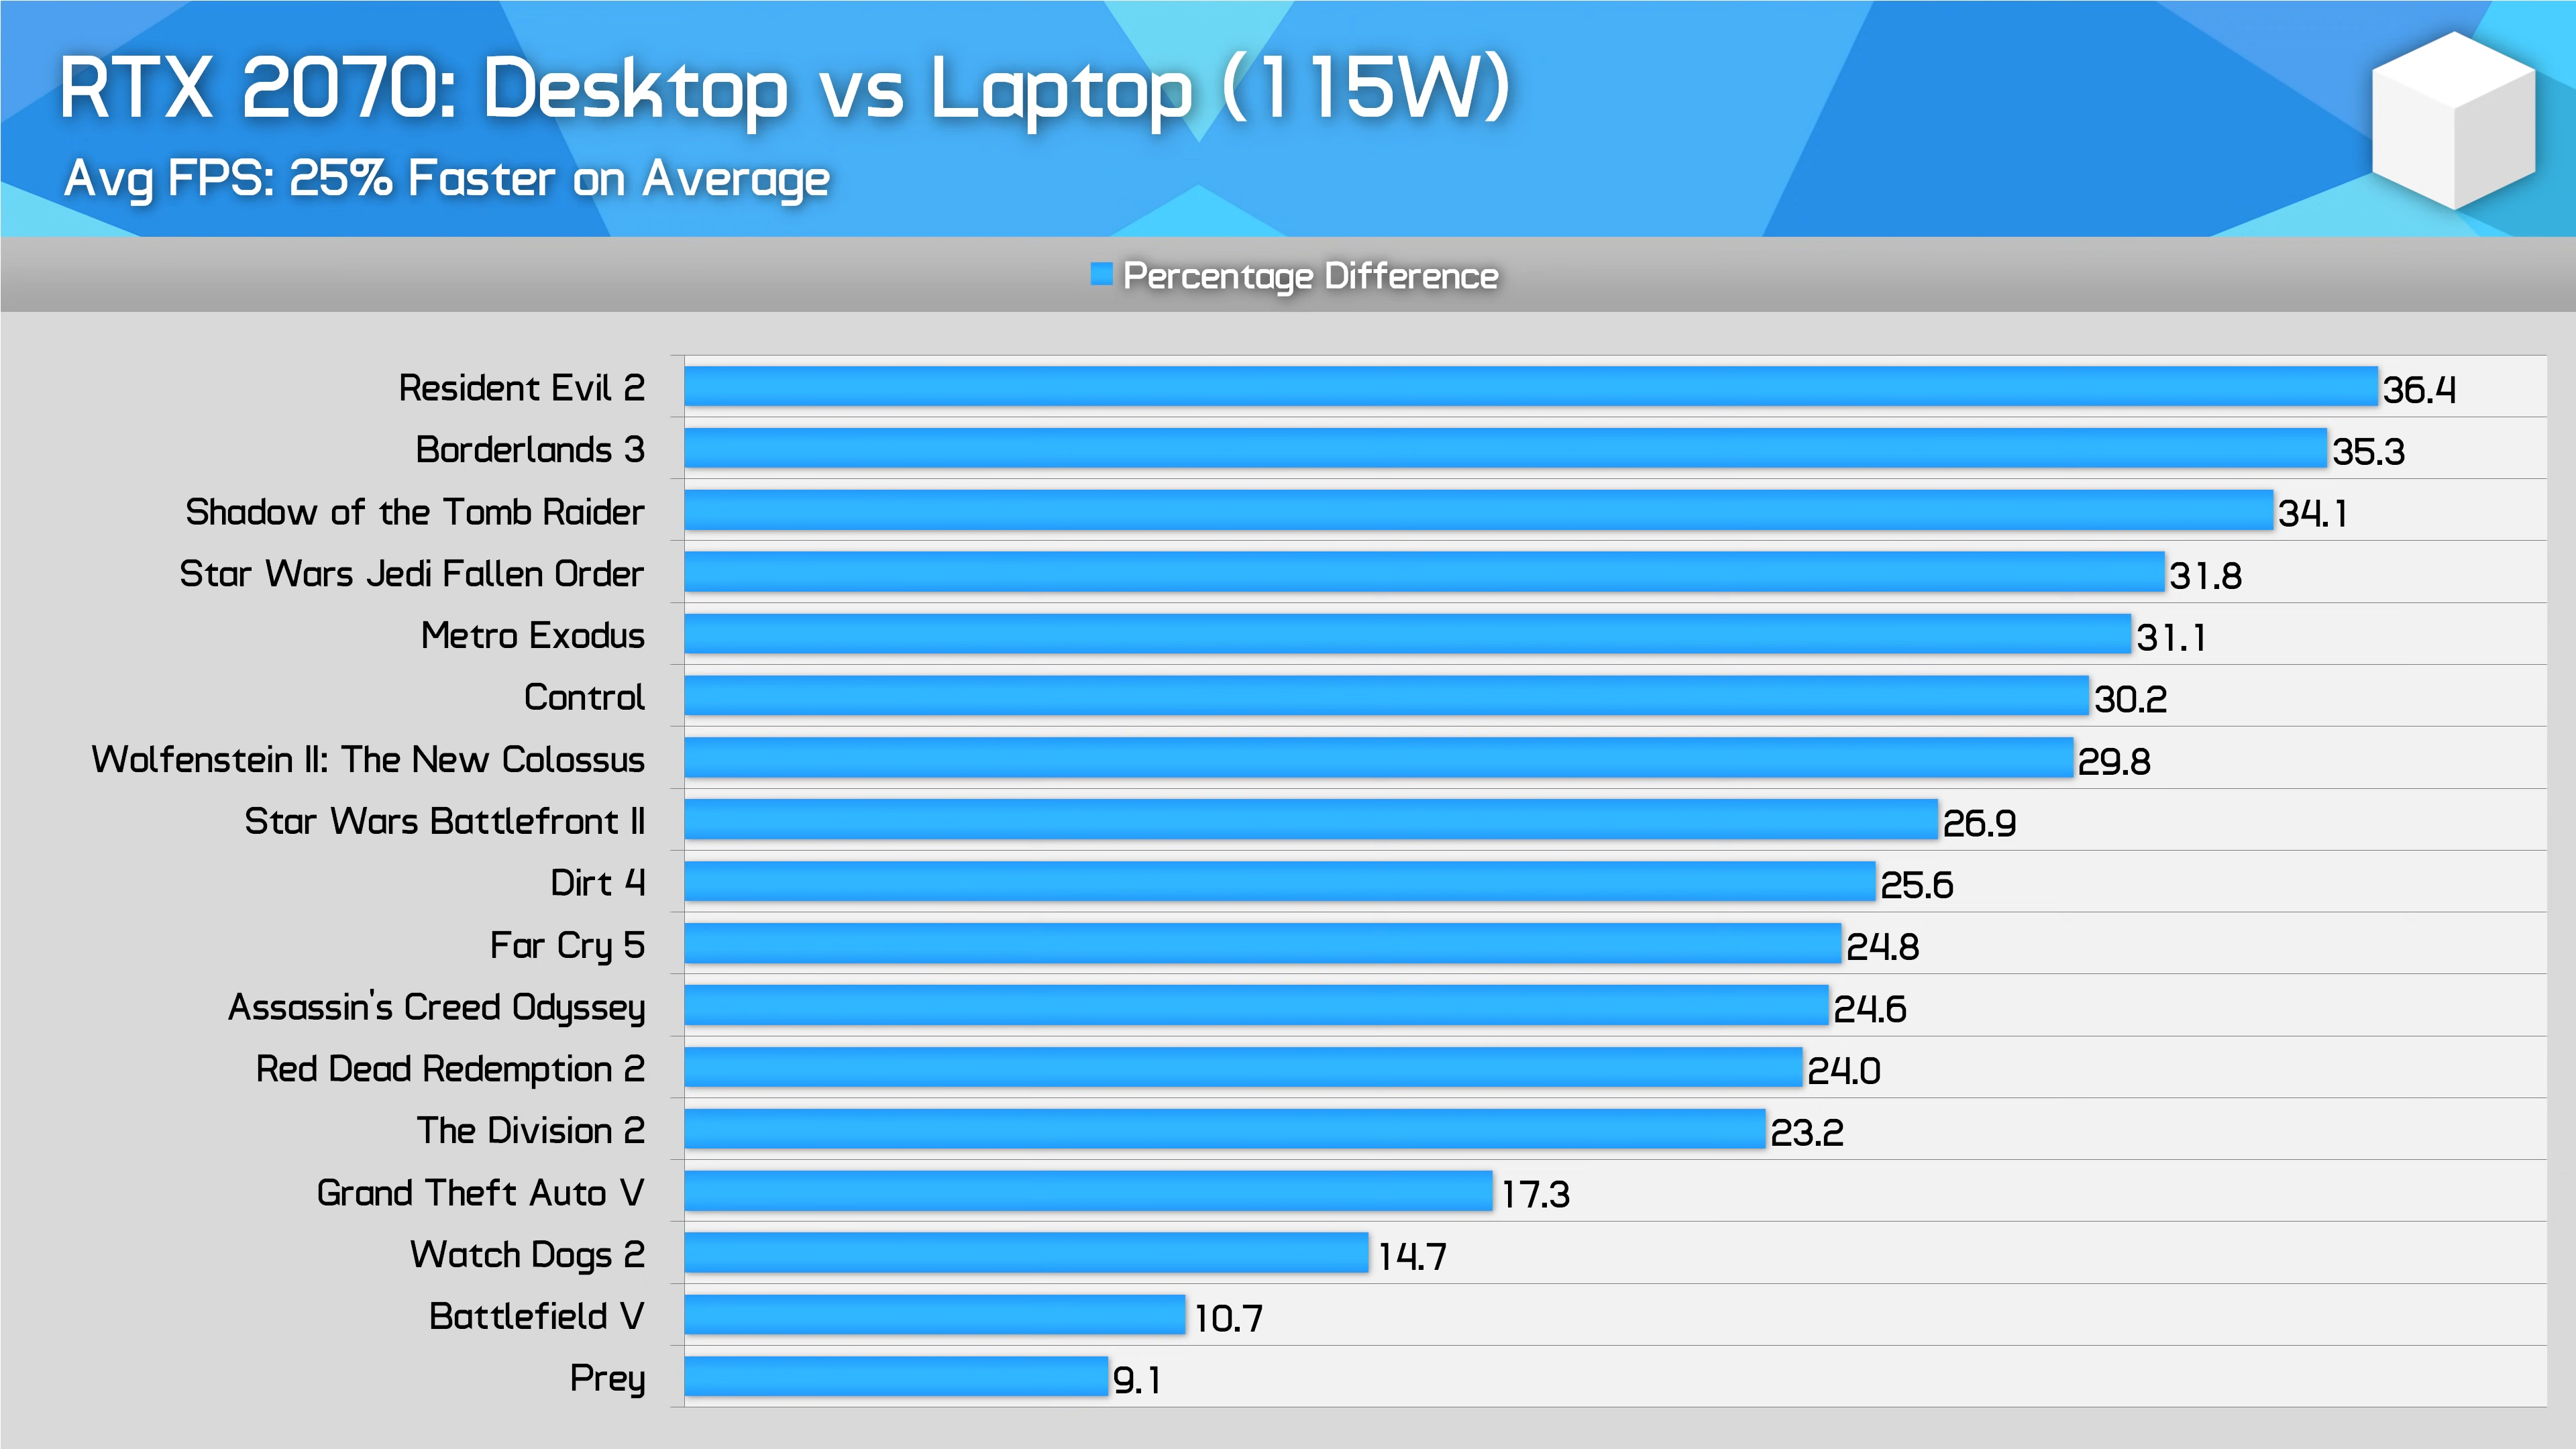 RTX 2070: Desktop vs Laptop (115W)
Avg FPS: 25% Faster on Average
Percentage Difference
Resident Evil 2 36.4
Borderlands 3 35.3
Shadow of the Tomb Raider 34.1
Star Wars Jedi Fallen Order 31.8
Metro Exodus 31.1
Control 30.2
Wolfenstein II: The New Colossus 29.8
Star Wars Battlefront II 26.9
Dirt 4 25.6
Far Cry 5 24.8
Assassin's Creed Odyssey 24.6
Red Dead Redemption 2 24.0
The Division 2 23.2
Grand Theft Auto V 17.3
Watch Dogs 2 14.7
Battlefield V 10.7
Prey 9.1